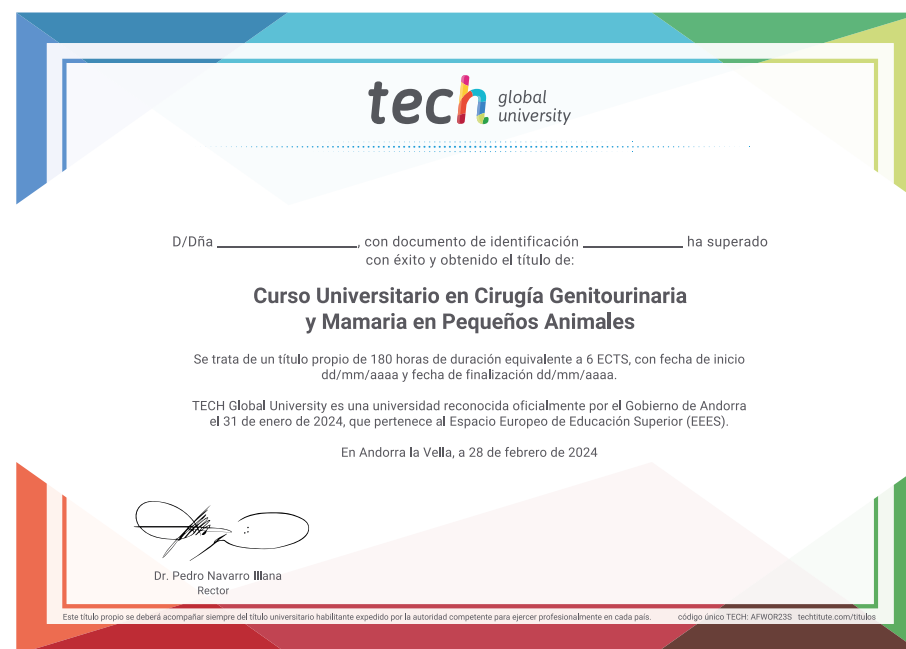 tech global university
D/Dña ____________, con documento de identificación ____________ ha superado
con éxito y obtenido el título de:
Curso Universitario en Cirugía Genitourinaria
y Mamaria en Pequeños Animales
Se trata de un título propio de 180 horas de duración equivalente a 6 ECTS, con fecha de inicio
dd/mm/aaaa y fecha de finalización dd/mm/aaaa.
TECH Global University es una universidad reconocida oficialmente por el Gobierno de Andorra
el 31 de enero de 2024, que pertenece al Espacio Europeo de Educación Superior (EEES).
En Andorra la Vella, a 28 de febrero de 2024
Dr. Pedro Navarro Illana
Rector
Este título propio se deberá acompañar siempre del título universitario habilitante expedido por la autoridad competente para ejercer profesionalmente en cada país. código único TECH: AFWOR23S techtitute.com/titulos